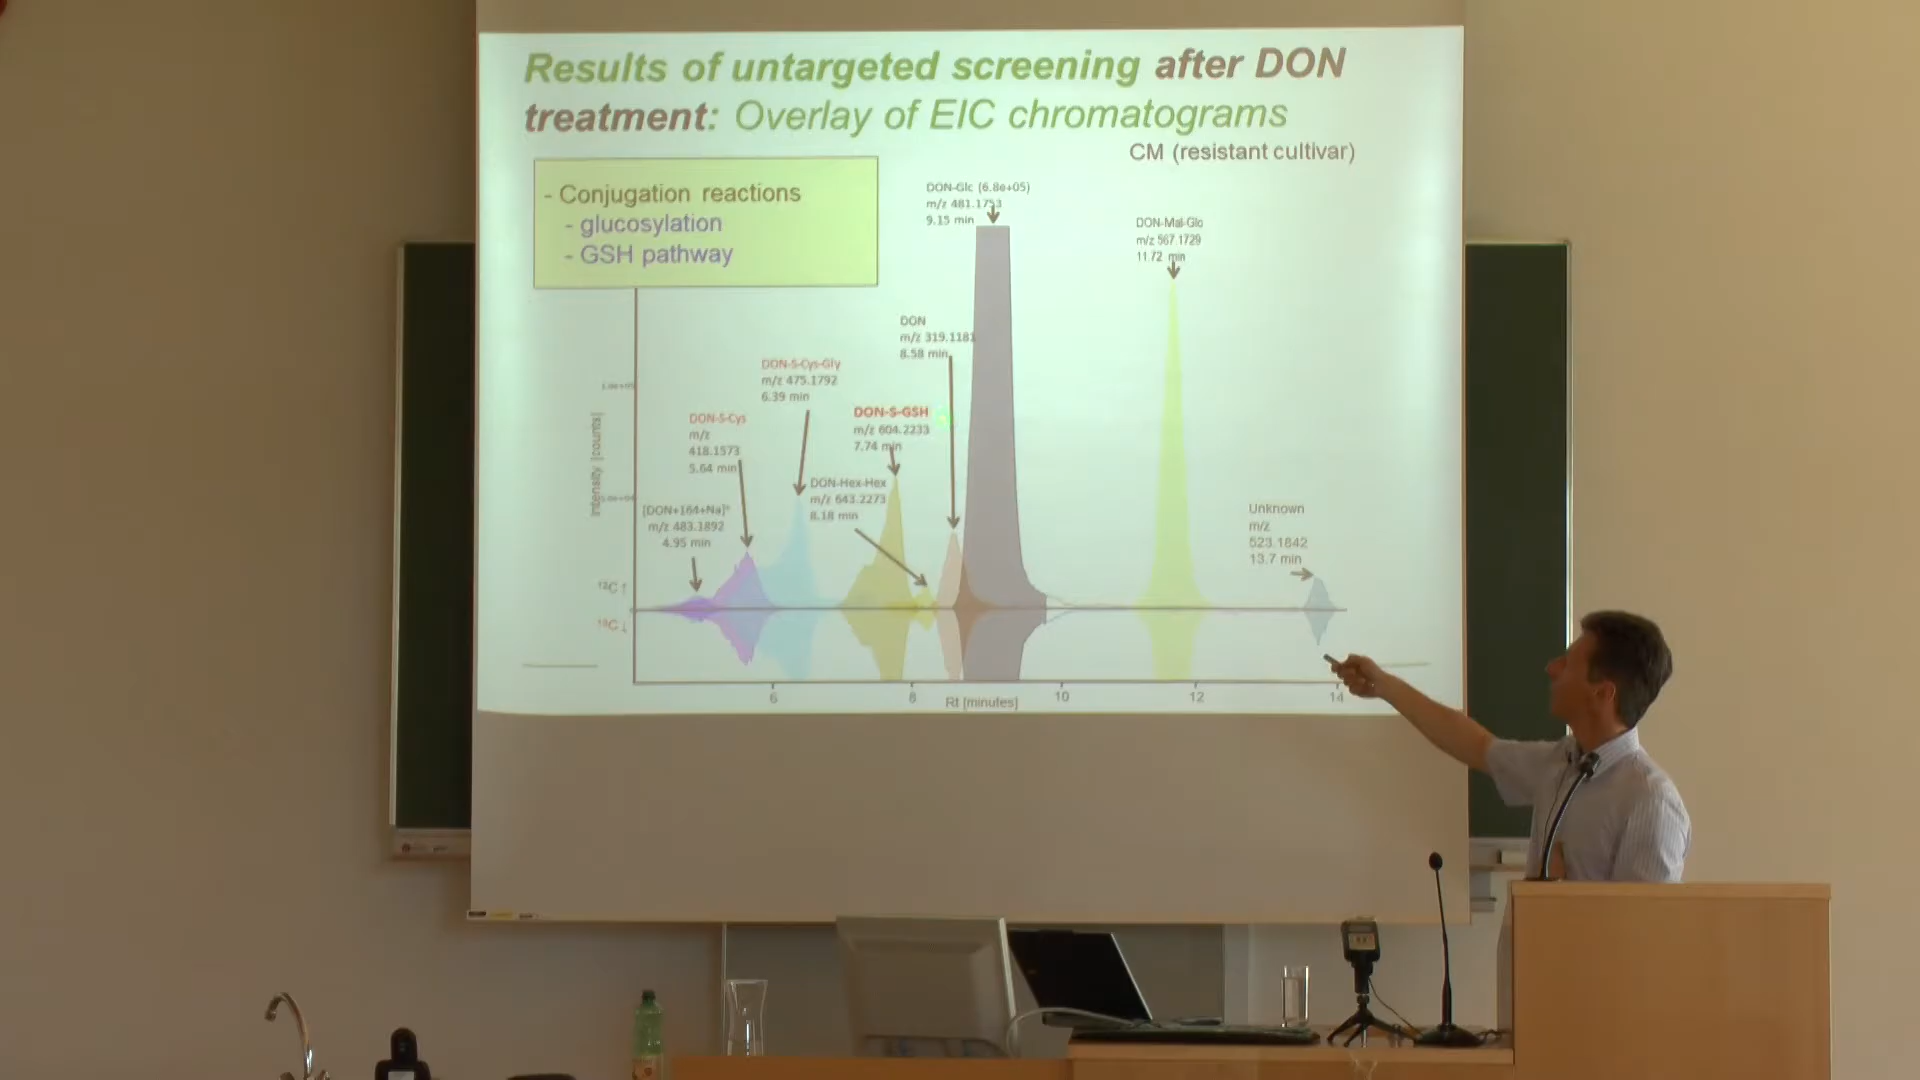 Results of untargeted screening after DON
treatment: Overlay of EIC chromatograms
CM (resistant cultivar)
- Conjugation reactions
- glucosylation
- GSH pathway
DON-Glc (6.8e+05)
m/z 481.1753
9.15 min
DON-Mal-Glc
m/z 567.1729
11.72 min
DON
m/z 319.1181
8.58 min
DON-S-Cys-Gly
m/z 475.1792
6.39 min
DON-S-Cys
m/z
418.1573
5.64 min
DON-S-GSH
m/z 604.2233
7.74 min
DON-Hex-Hex
m/z 643.2273
8.18 min
[DON+164+Na]⁺
m/z 483.1892
4.95 min
Unknown
m/z
523.1842
13.7 min
Intensity [counts]
¹²C ↑
¹³C ↓
6 8 10 12 14
Rt [minutes]